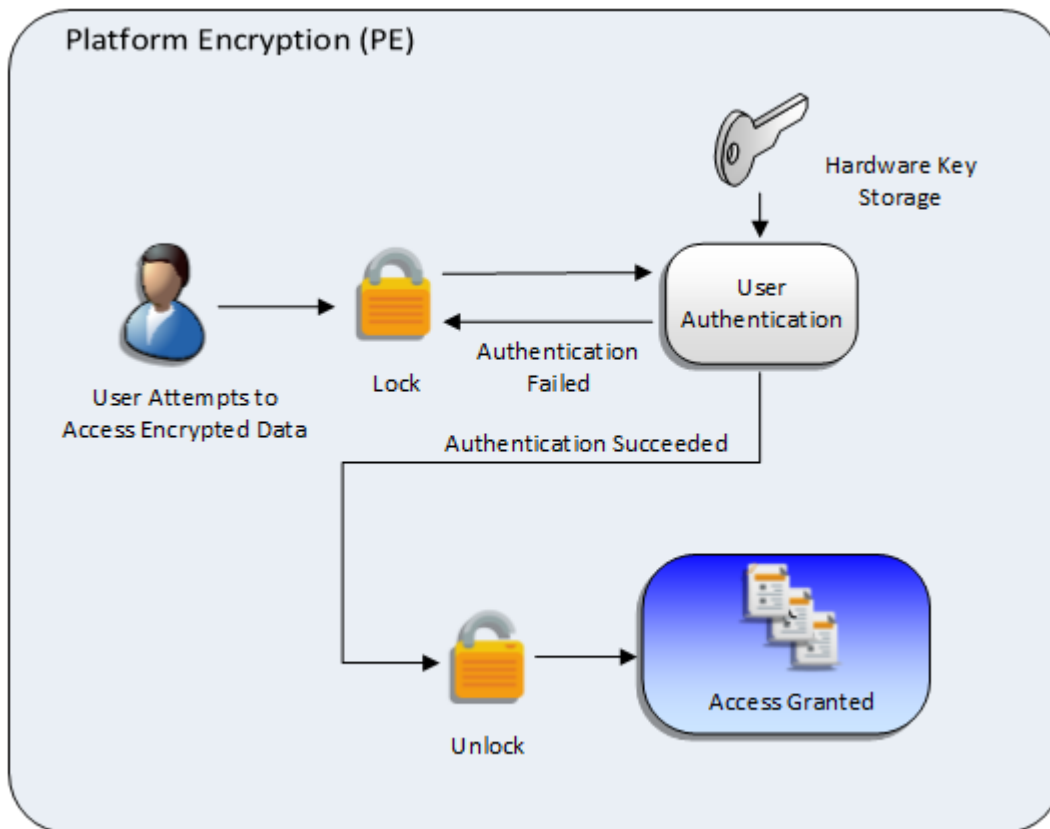 Platform Encryption (PE)
Hardware Key
Storage
User
Authentication
Authentication
Failed
Lock
User Attempts to
Access Encrypted Data
Authentication Succeeded
Access Granted
Unlock